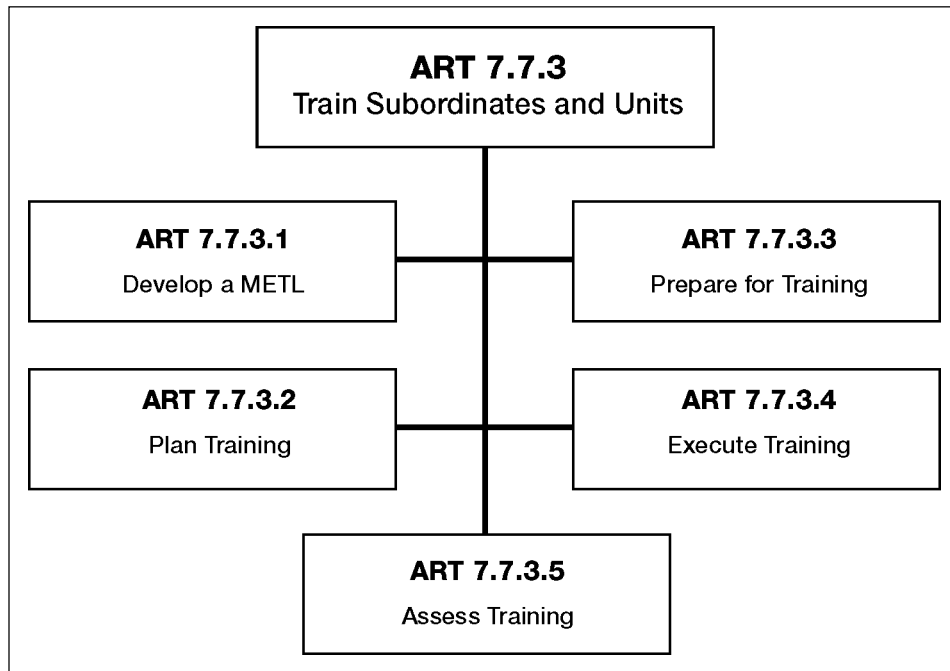 ART 7.7.3
Train Subordinates and Units
ART 7.7.3.1
Develop a METL
ART 7.7.3.3
Prepare for Training
ART 7.7.3.2
Plan Training
ART 7.7.3.4
Execute Training
ART 7.7.3.5
Assess Training